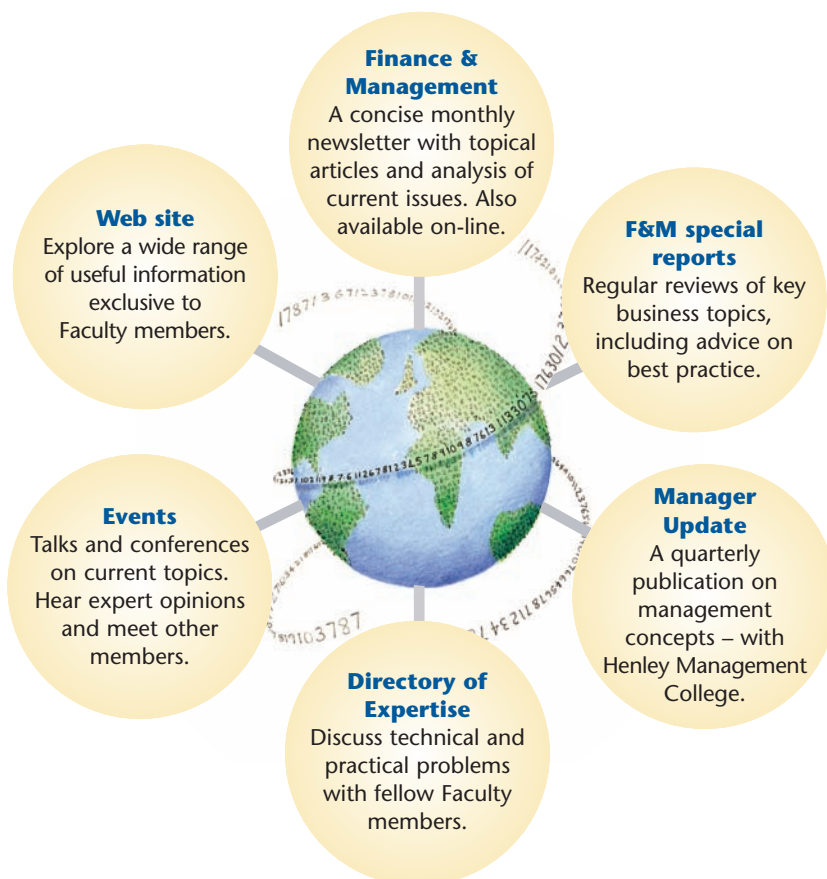 Finance &
Management
A concise monthly
newsletter with topical
articles and analysis of
current issues. Also
available on-line.
F&M special
reports
Regular reviews of key
business topics,
including advice on
best practice.
Manager
Update
A quarterly
publication on
management
concepts – with
Henley Management
College.
Directory of
Expertise
Discuss technical and
practical problems
with fellow Faculty
members.
Events
Talks and conferences
on current topics.
Hear expert opinions
and meet other
members.
Web site
Explore a wide range
of useful information
exclusive to
Faculty members.